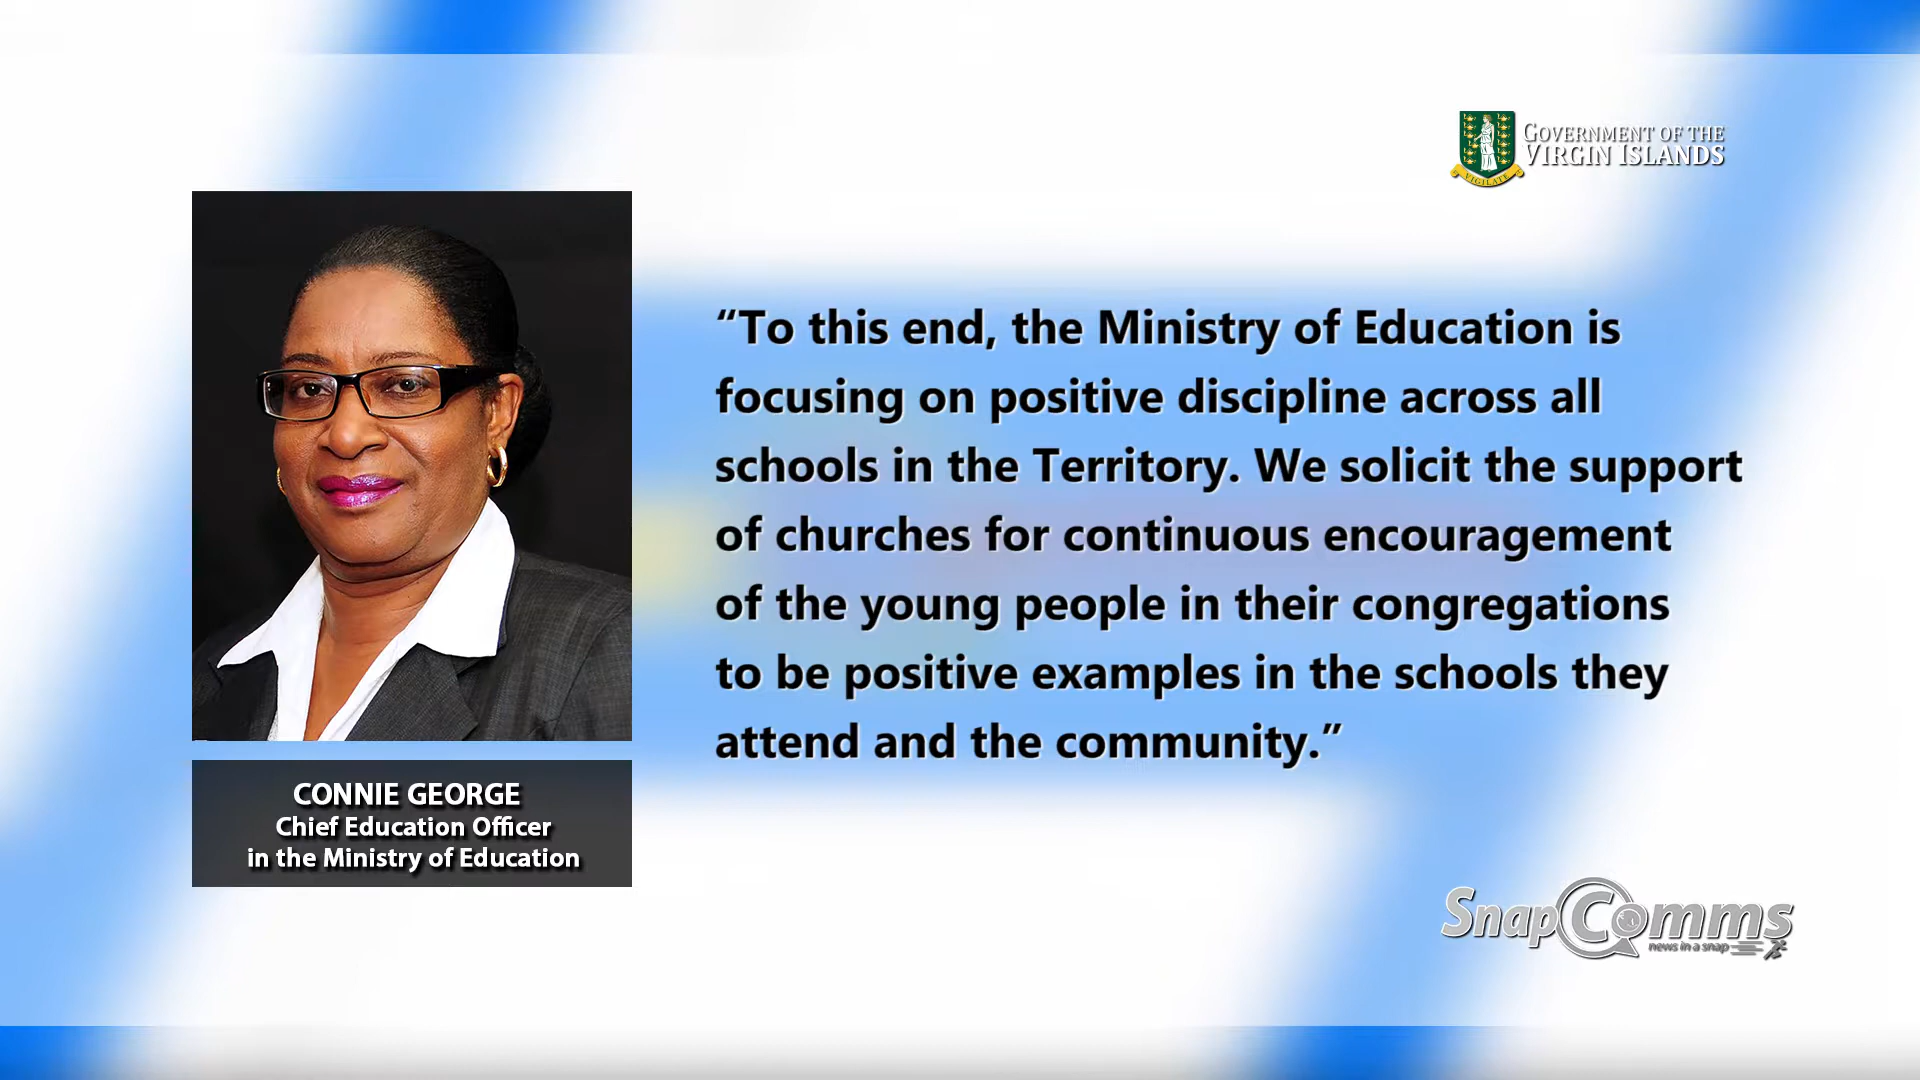 GOVERNMENT OF THE
VIRGIN ISLANDS
VIGILATE
“To this end, the Ministry of Education is
focusing on positive discipline across all
schools in the Territory. We solicit the support
of churches for continuous encouragement
of the young people in their congregations
to be positive examples in the schools they
attend and the community.”
CONNIE GEORGE
Chief Education Officer
in the Ministry of Education
SnapComms
news in a snap